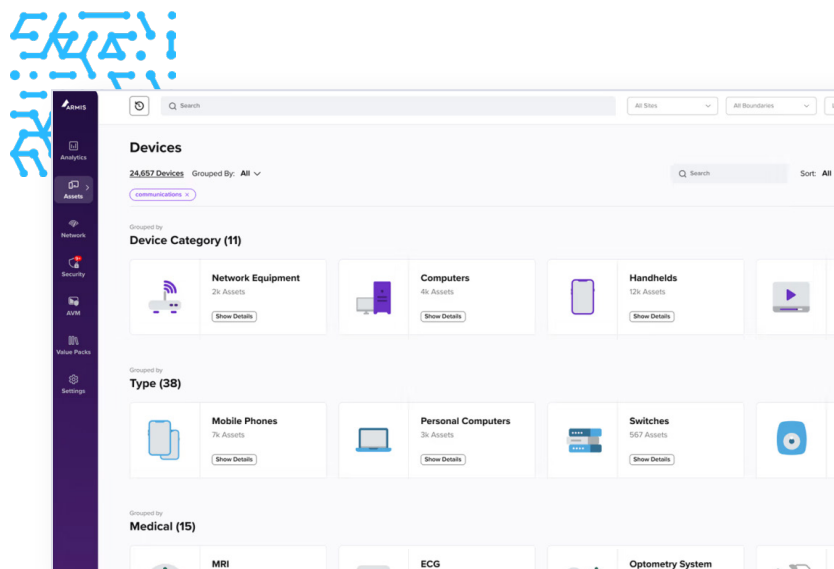 ARMIS
Search
All Sites
All Boundaries
Analytics
Assets
Network
9+
Security
AVM
Value Packs
Settings
Devices
24,657 Devices Grouped By: All
Search
Sort: All
communications ×
Grouped by
Device Category (11)
Network Equipment
2k Assets
Show Details
Computers
4k Assets
Show Details
Handhelds
12k Assets
Show Details
Grouped by
Type (38)
Mobile Phones
7k Assets
Show Details
Personal Computers
3k Assets
Show Details
Switches
567 Assets
Show Details
Grouped by
Medical (15)
MRI
ECG
Optometry System